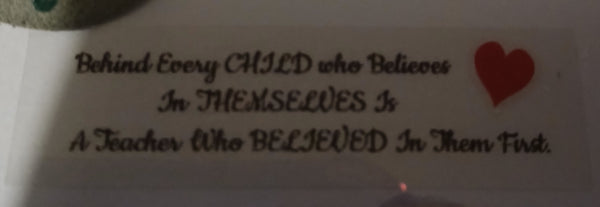 Behind Every CHILD who Believes
In THEMSELVES Is
A Teacher Who BELIEVED In Them First.